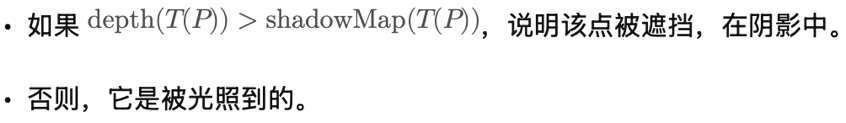 • 如果 depth(T(P)) > shadowMap(T(P))，说明该点被遮挡，在阴影中。
• 否则，它是被光照到的。